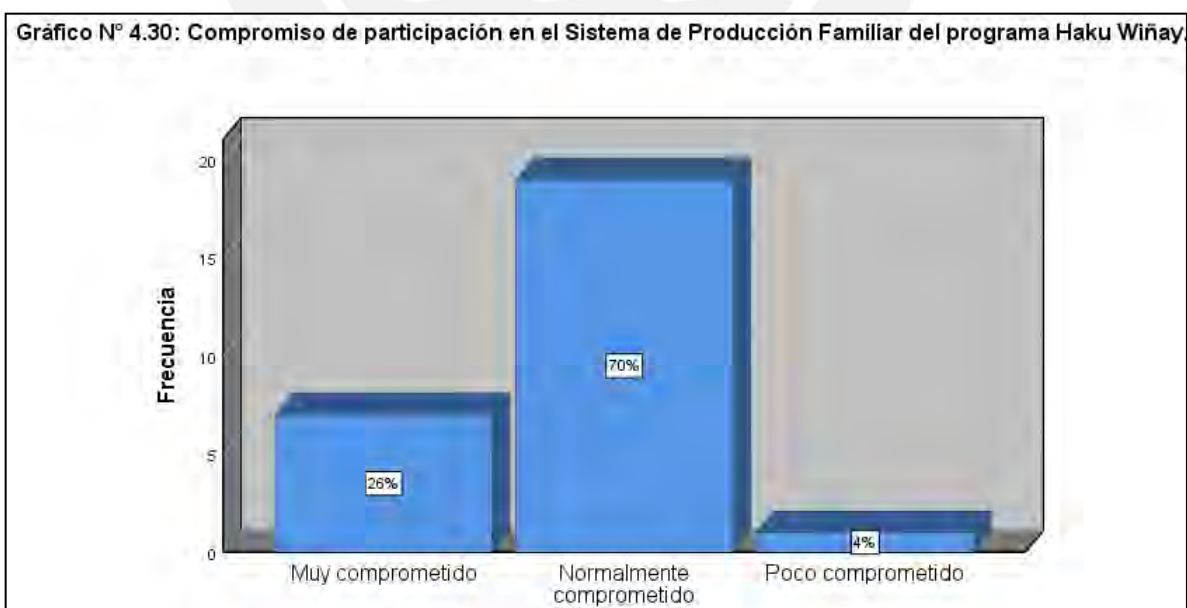 Gráfico N° 4.30: Compromiso de participación en el Sistema de Producción Familiar del programa Haku Wiñay.
20
15
10
5
0
Frecuencia
70%
26%
4%
Muy comprometido
Normalmente
comprometido
Poco comprometido